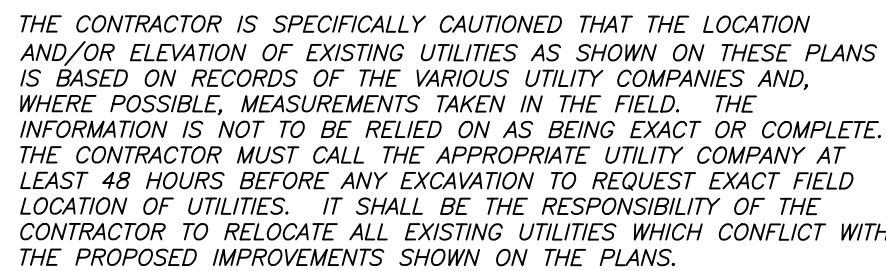 THE CONTRACTOR IS SPECIFICALLY CAUTIONED THAT THE LOCATION
AND/OR ELEVATION OF EXISTING UTILITIES AS SHOWN ON THESE PLANS
IS BASED ON RECORDS OF THE VARIOUS UTILITY COMPANIES AND,
WHERE POSSIBLE, MEASUREMENTS TAKEN IN THE FIELD. THE
INFORMATION IS NOT TO BE RELIED ON AS BEING EXACT OR COMPLETE.
THE CONTRACTOR MUST CALL THE APPROPRIATE UTILITY COMPANY AT
LEAST 48 HOURS BEFORE ANY EXCAVATION TO REQUEST EXACT FIELD
LOCATION OF UTILITIES. IT SHALL BE THE RESPONSIBILITY OF THE
CONTRACTOR TO RELOCATE ALL EXISTING UTILITIES WHICH CONFLICT WITH
THE PROPOSED IMPROVEMENTS SHOWN ON THE PLANS.